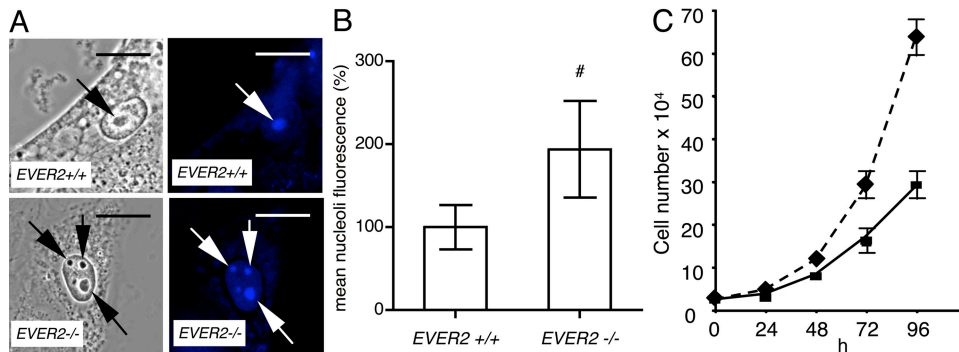 A
EVER2+/+
EVER2+/+
EVER2-/-
EVER2-/-
B
mean nucleoli fluorescence (%)
300
200
100
0
#
EVER2 +/+
EVER2 -/-
C
Cell number x 10⁴
70
60
50
40
30
20
10
0
0 24 48 72 96
h